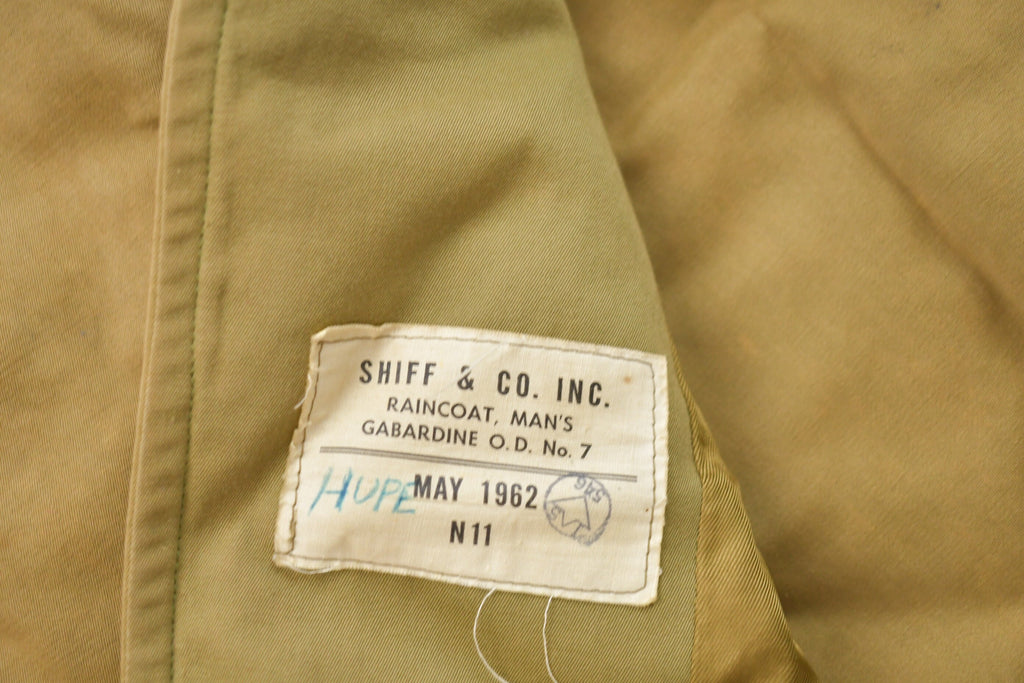 SHIFF & CO. INC.
RAINCOAT, MAN'S
GABARDINE O.D. No. 7
HUPE MAY 1962
N11